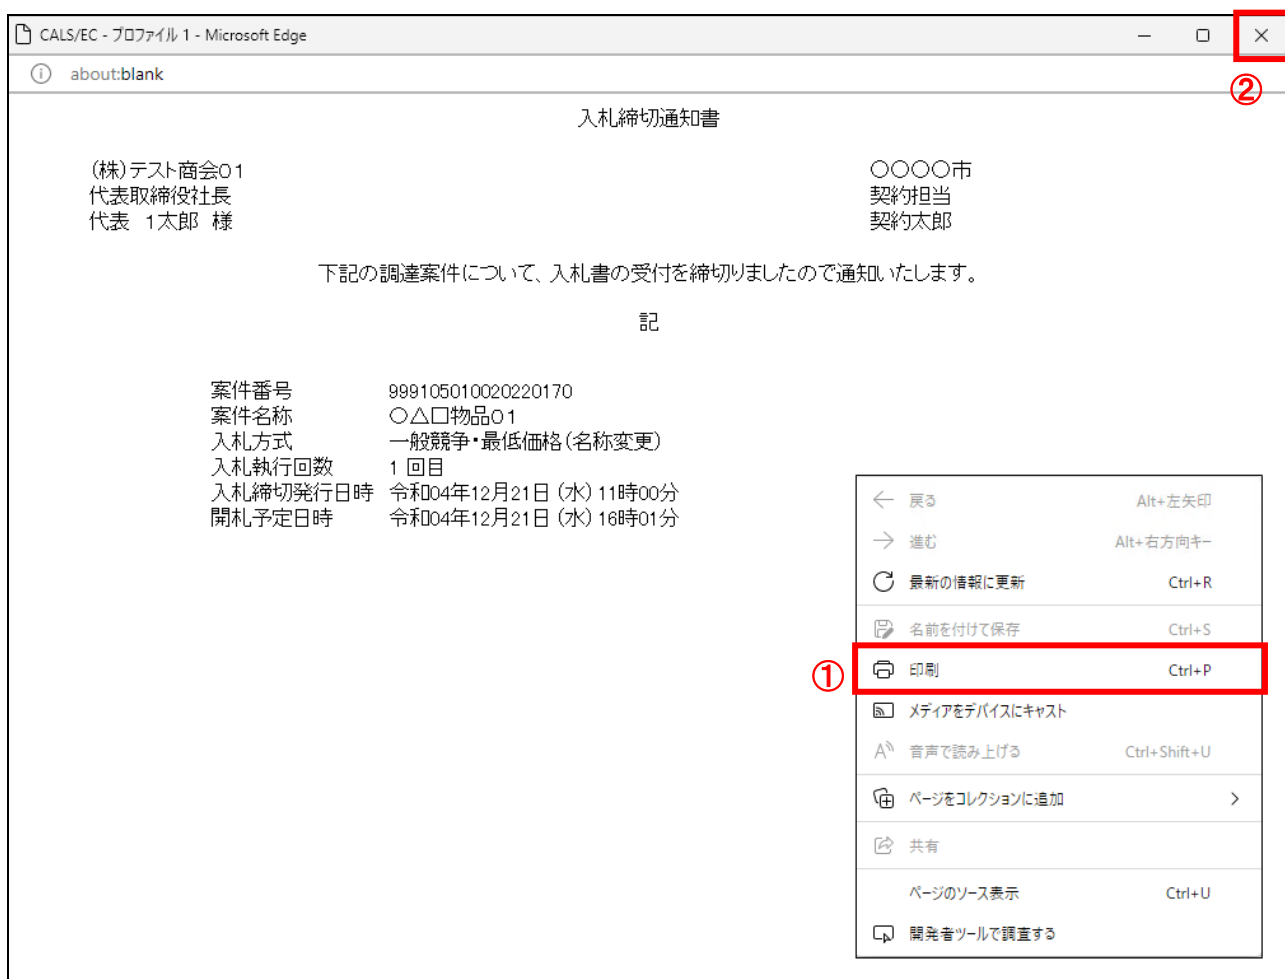 CALS/EC - プロファイル 1 - Microsoft Edge
②
about:blank
入札締切通知書
(株)テスト商会01
代表取締役社長
代表 1太郎 様
○○○○市
契約担当
契約太郎
下記の調達案件について、入札書の受付を締切りましたので通知いたします。
記
案件番号 999105010020220170
案件名称 ○△□物品01
入札方式 一般競争・最低価格(名称変更)
入札執行回数 1 回目
入札締切発行日時 令和04年12月21日 (水) 11時00分
開札予定日時 令和04年12月21日 (水) 16時01分
戻る Alt+左矢印
進む Alt+右方向キー
最新の情報に更新 Ctrl+R
名前を付けて保存 Ctrl+S
① 印刷 Ctrl+P
メディアをデバイスにキャスト
音声で読み上げる Ctrl+Shift+U
ページをコレクションに追加
共有
ページのソース表示 Ctrl+U
開発者ツールで調査する